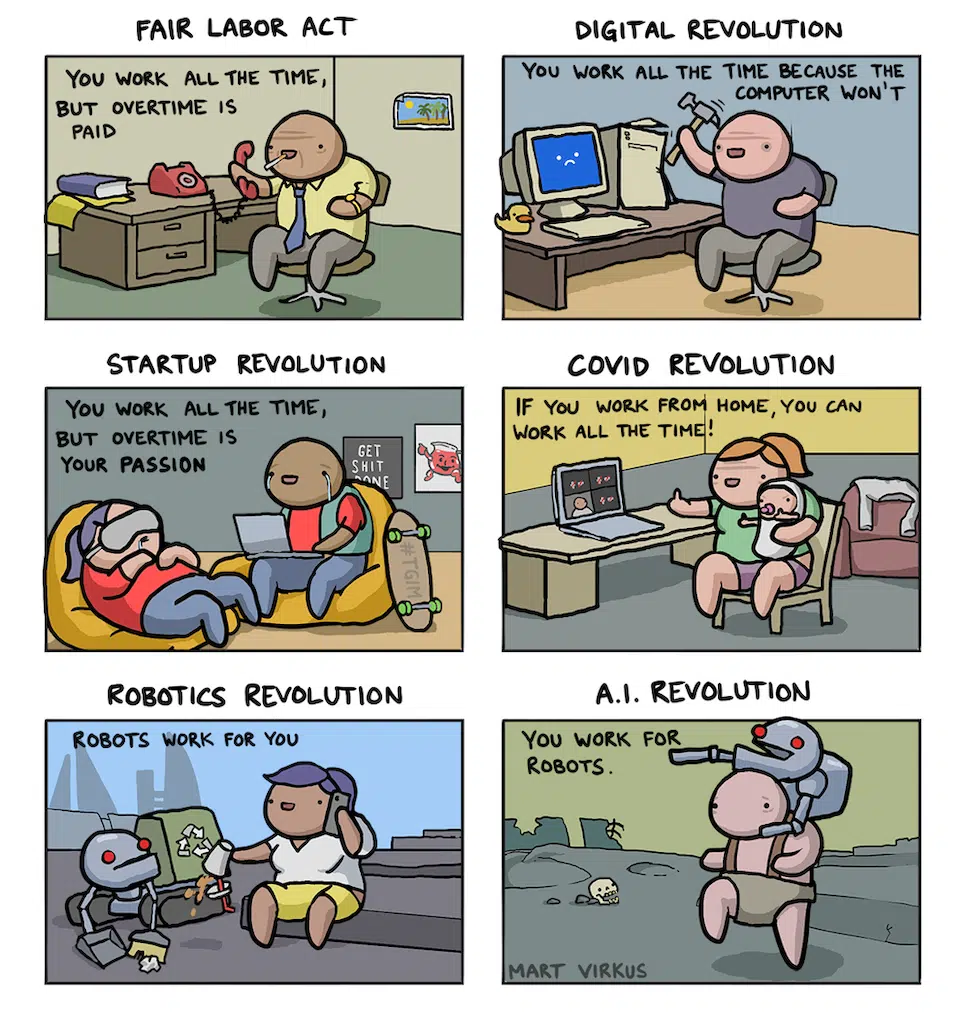 FAIR LABOR ACT
YOU WORK ALL THE TIME,
BUT OVERTIME IS
PAID
DIGITAL REVOLUTION
YOU WORK ALL THE TIME BECAUSE THE
COMPUTER WON'T
STARTUP REVOLUTION
YOU WORK ALL THE TIME,
BUT OVERTIME IS
YOUR PASSION
GET
SHIT
DONE
#TGIM
COVID REVOLUTION
IF YOU WORK FROM HOME, YOU CAN
WORK ALL THE TIME!
ROBOTICS REVOLUTION
ROBOTS WORK FOR YOU
A.I. REVOLUTION
YOU WORK FOR
ROBOTS.
MART VIRKUS